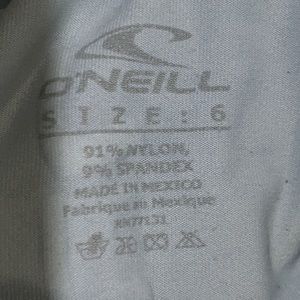 O'NEILL
SIZE: 6
91% NYLON,
9% SPANDEX
MADE IN MEXICO
Fabriqué au Mexique